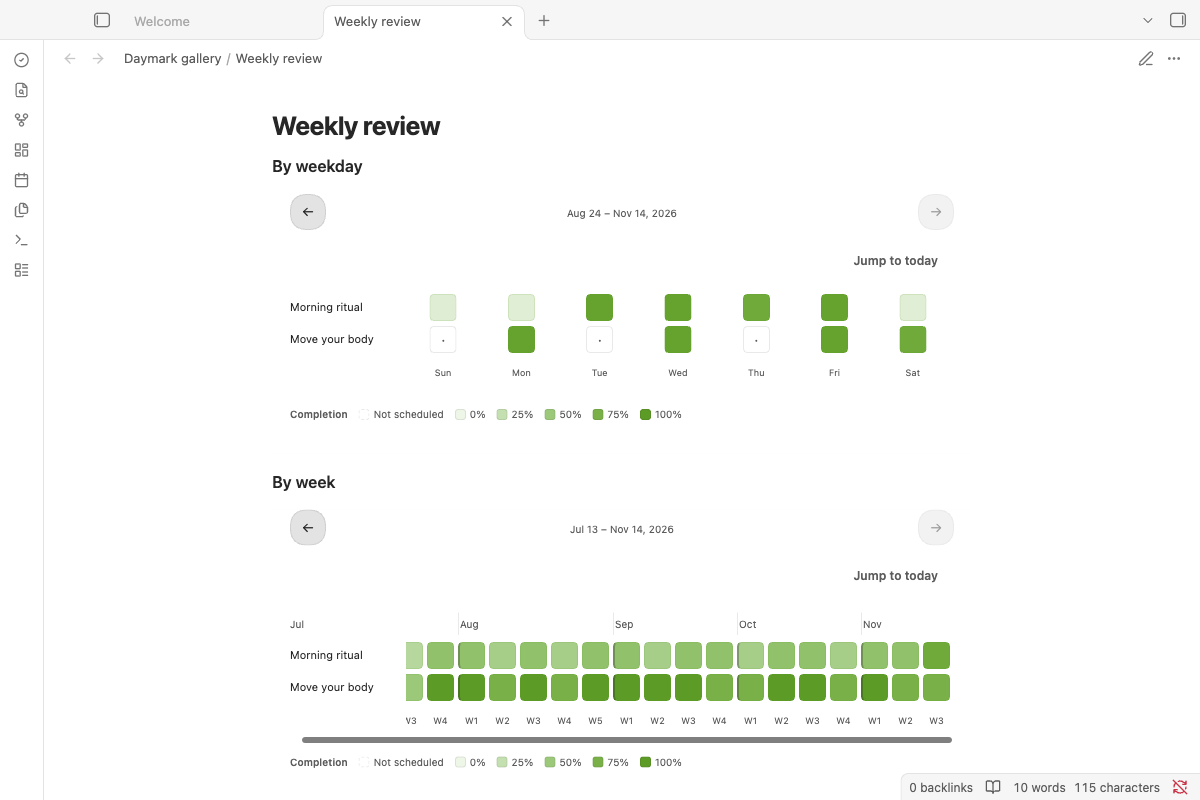 Welcome
Weekly review
Daymark gallery / Weekly review
Weekly review
By weekday
Aug 24 – Nov 14, 2026
Jump to today
Morning ritual
Move your body
Sun Mon Tue Wed Thu Fri Sat
Completion Not scheduled 0% 25% 50% 75% 100%
By week
Jul 13 – Nov 14, 2026
Jump to today
Jul Aug Sep Oct Nov
Morning ritual
Move your body
W3 W4 W1 W2 W3 W4 W5 W1 W2 W3 W4 W1 W2 W3 W4 W1 W2 W3
Completion Not scheduled 0% 25% 50% 75% 100%
0 backlinks 10 words 115 characters